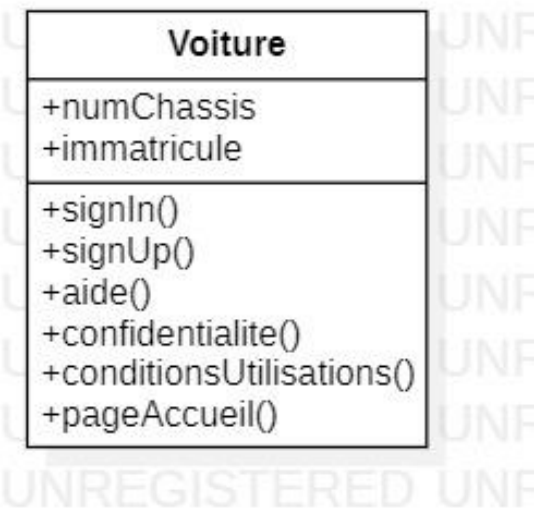 Voiture
+numChassis
+immatricule
+signIn()
+signUp()
+aide()
+confidentialite()
+conditionsUtilisations()
+pageAccueil()
UNREGISTERED